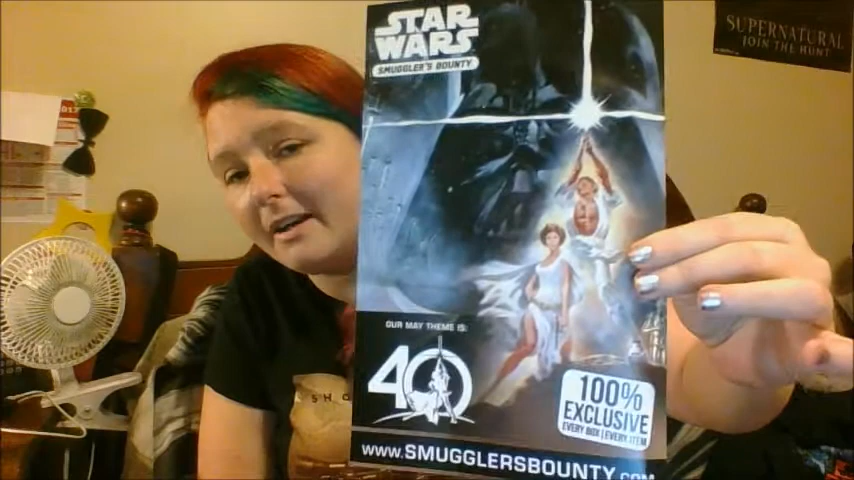 STAR
WARS
SMUGGLER'S BOUNTY
SUPERNATURAL
JOIN THE HUNT
OUR MAY THEME IS:
40
100%
EXCLUSIVE
EVERY BOX | EVERY ITEM
WWW.SMUGGLERSBOUNTY.COM